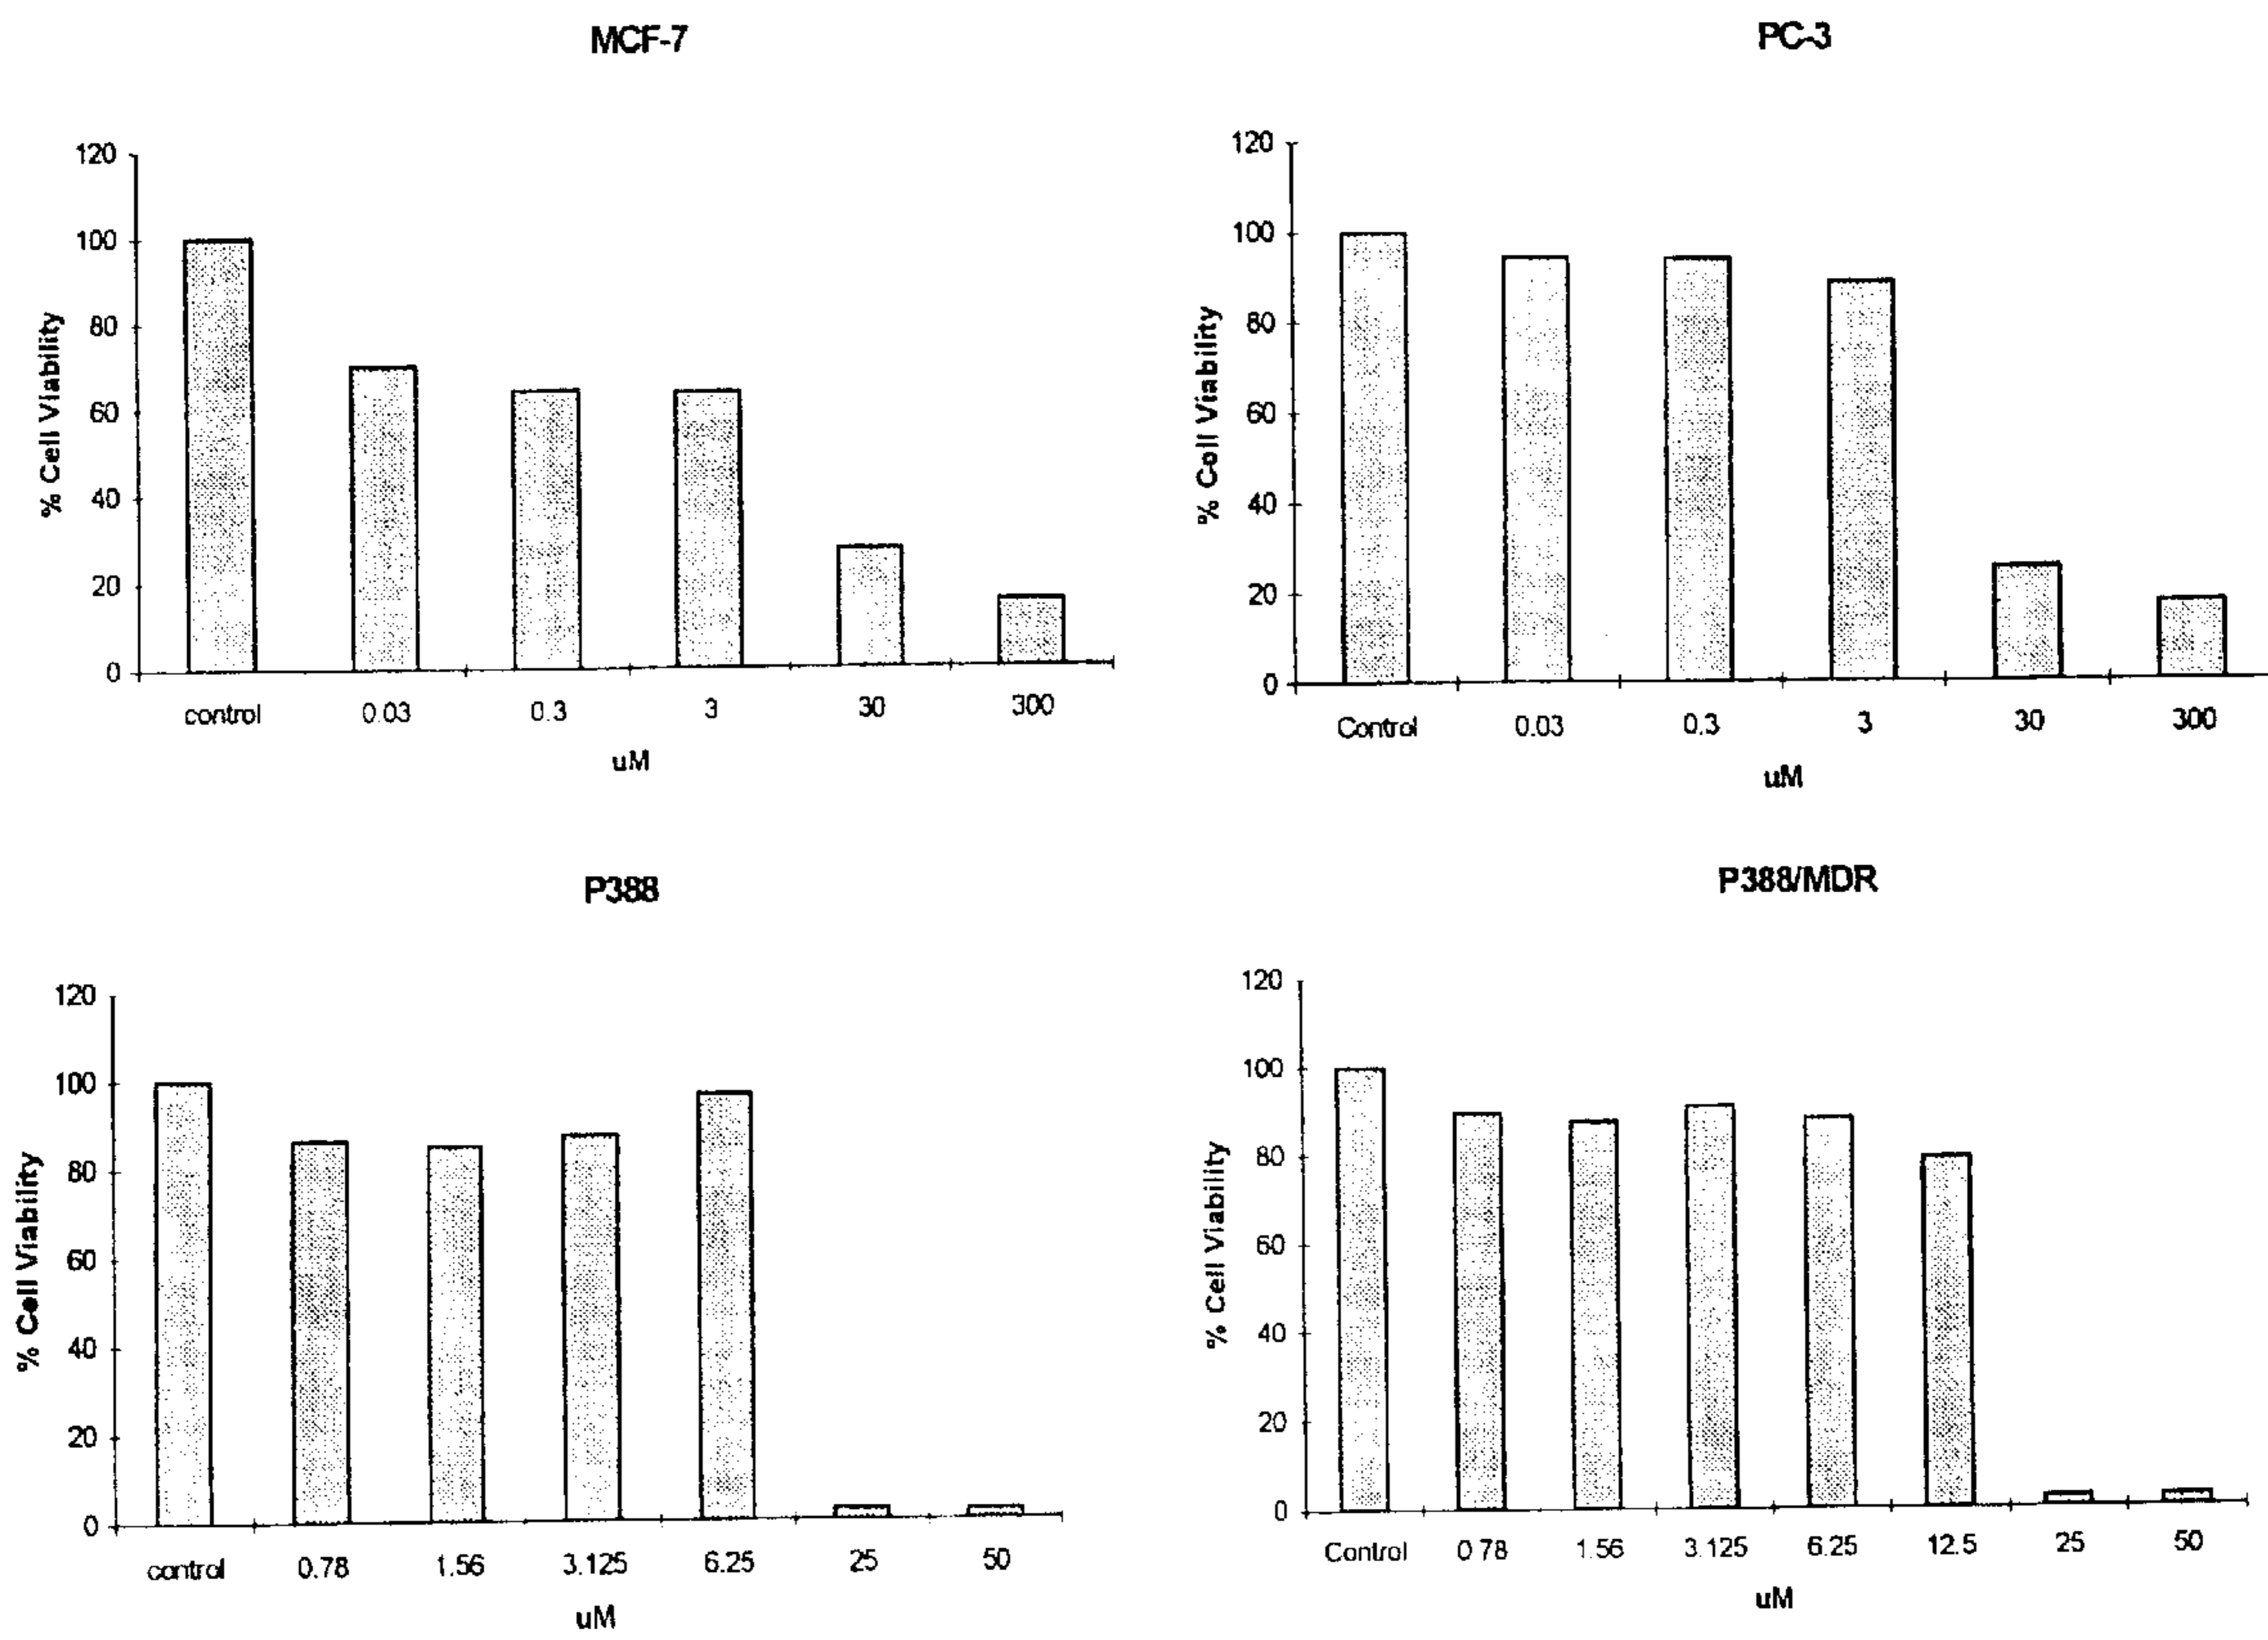 MCF-7
120
100
80
60
40
20
0
% Cell Viability
control 0.03 0.3 3 30 300
uM
PC-3
120
100
80
60
40
20
0
% Cell Viability
Control 0.03 0.3 3 30 300
uM
P388
120
100
80
60
40
20
0
% Cell Viability
control 0.78 1.56 3.125 6.25 25 50
uM
P388/MDR
120
100
80
60
40
20
0
% Cell Viability
Control 0.78 1.56 3.125 6.25 12.5 25 50
uM